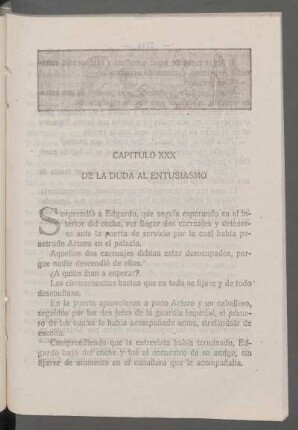 CAPITULO XXX
DE LA DUDA AL ENTUSIASMO
Sorprendió a Edgardo, que seguía esperando en el in-
terior del coche, ver llegar dos carruajes y detener-
se ante la puerta de servicio por la cual había pe-
netrado Arturo en el palacio.
Aquellos dos carruajes debían estar desocupados, por-
que nadie descendió de ellos.
¿A quién iban a esperar?
Las circunstancias hacían que en todo se fijase y de todo
desconfiase.
En la puerta aparecieron a poco Arturo y un caballero,
seguidos por los dos jefes de la guardia imperial, el prime-
ro de los cuales le había acompañado antes, sirviéndole de
escolta.
Comprendiendo que la entrevista había terminado, Ed-
gardo bajó del coche y fué al encuentro de su amigo, sin
fijarse de momento en el caballero que le acompañaba.